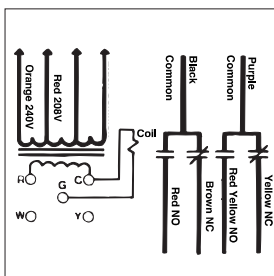 Orange 240V
Red 208V
Coil
Black
Common
Purple
Common
R
C
G
W
Y
Red NO
Brown NC
Red Yellow NO
Yellow NC